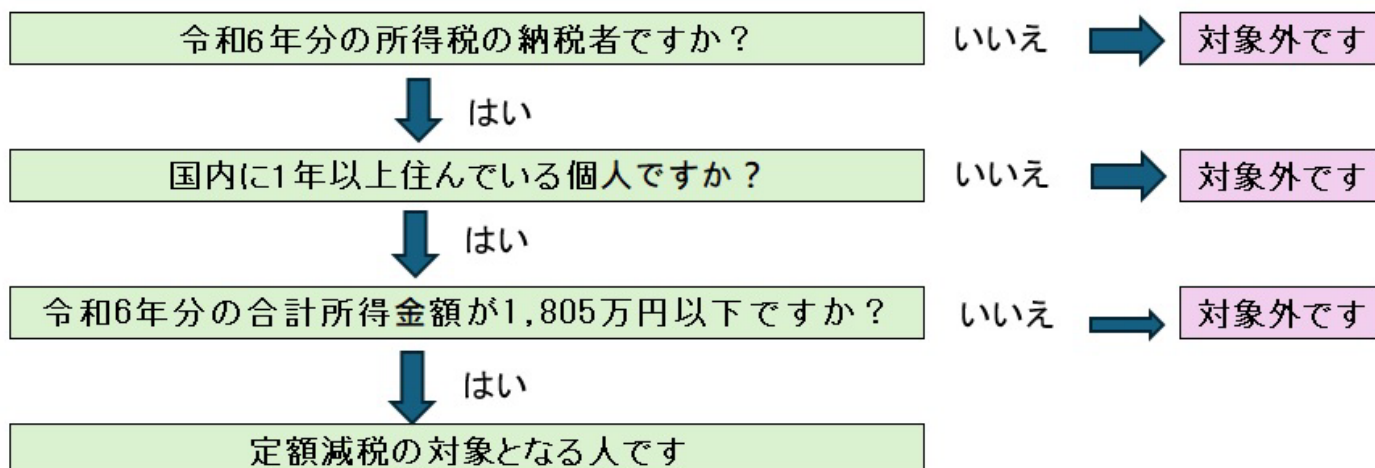 令和6年分の所得税の納税者ですか？ いいえ 対象外です
はい
国内に1年以上住んでいる個人ですか？ いいえ 対象外です
はい
令和6年分の合計所得金額が1,805万円以下ですか？ いいえ 対象外です
はい
定額減税の対象となる人です